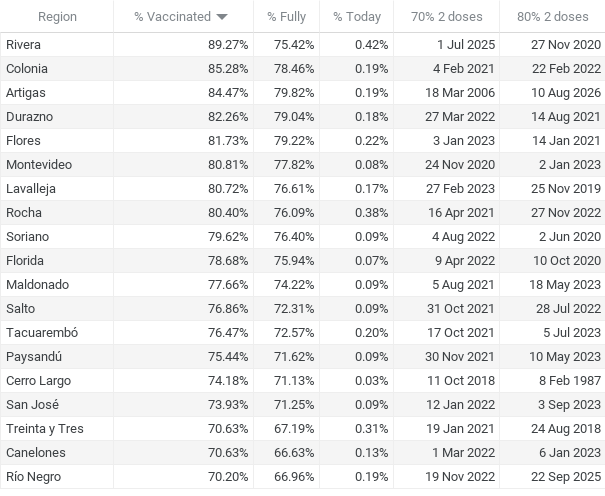 Region % Vaccinated % Fully % Today 70% 2 doses 80% 2 doses
Rivera 89.27% 75.42% 0.42% 1 Jul 2025 27 Nov 2020
Colonia 85.28% 78.46% 0.19% 4 Feb 2021 22 Feb 2022
Artigas 84.47% 79.82% 0.19% 18 Mar 2006 10 Aug 2026
Durazno 82.26% 79.04% 0.18% 27 Mar 2022 14 Aug 2021
Flores 81.73% 79.22% 0.22% 3 Jan 2023 14 Jan 2021
Montevideo 80.81% 77.82% 0.08% 24 Nov 2020 2 Jan 2023
Lavalleja 80.72% 76.61% 0.17% 27 Feb 2023 25 Nov 2019
Rocha 80.40% 76.09% 0.38% 16 Apr 2021 27 Nov 2022
Soriano 79.62% 76.40% 0.09% 4 Aug 2022 2 Jun 2020
Florida 78.68% 75.94% 0.07% 9 Apr 2022 10 Oct 2020
Maldonado 77.66% 74.22% 0.09% 5 Aug 2021 18 May 2023
Salto 76.86% 72.31% 0.09% 31 Oct 2021 28 Jul 2022
Tacuarembó 76.47% 72.57% 0.20% 17 Oct 2021 5 Jul 2023
Paysandú 75.44% 71.62% 0.09% 30 Nov 2021 10 May 2023
Cerro Largo 74.18% 71.13% 0.03% 11 Oct 2018 8 Feb 1987
San José 73.93% 71.25% 0.09% 12 Jan 2022 3 Sep 2023
Treinta y Tres 70.63% 67.19% 0.31% 19 Jan 2021 24 Aug 2018
Canelones 70.63% 66.63% 0.13% 1 Mar 2022 6 Jan 2023
Río Negro 70.20% 66.96% 0.19% 19 Nov 2022 22 Sep 2025